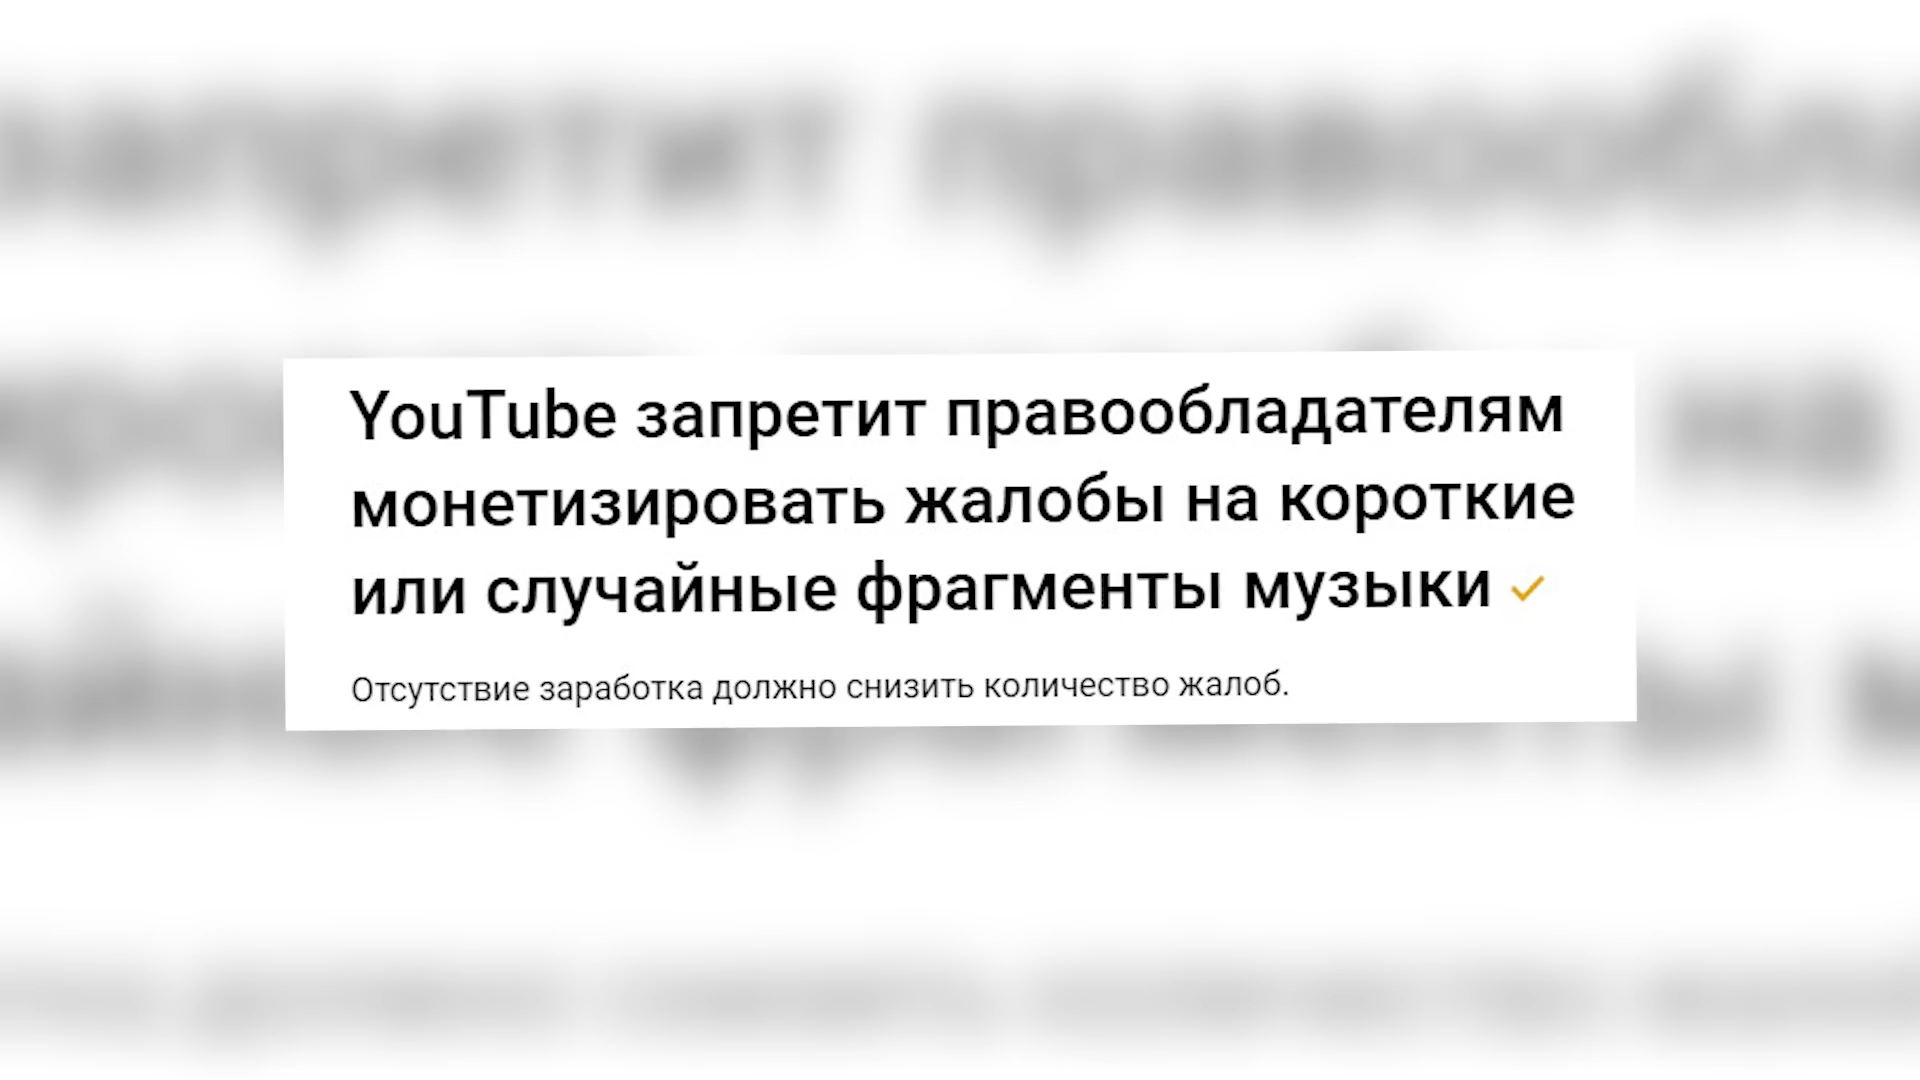 YouTube запретит правообладателям
монетизировать жалобы на короткие
или случайные фрагменты музыки
Отсутствие заработка должно снизить количество жалоб.